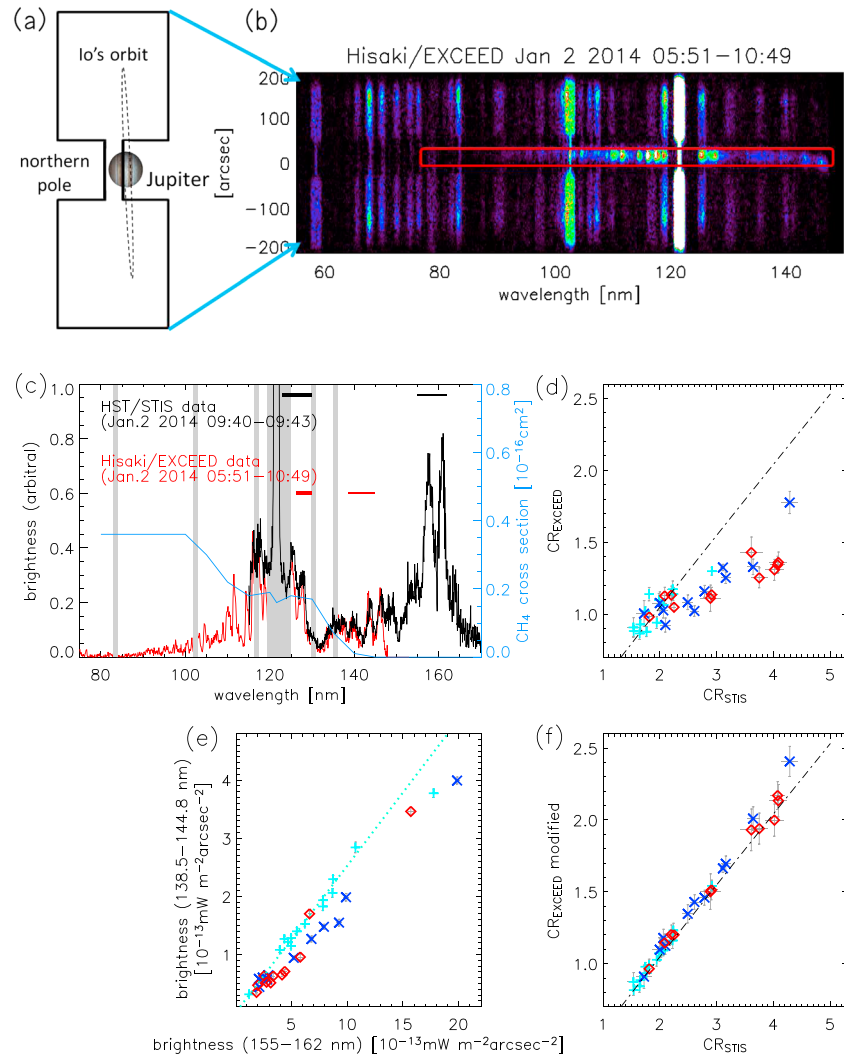 (a)
Io's orbit
northern
pole
Jupiter
(b)
Hisaki/EXCEED Jan 2 2014 05:51−10:49
[arcsec]
200
100
0
−100
−200
60 80 100 120 140
wavelength [nm]
(c)
HST/STIS data
(Jan.2 2014 09:40−09:43)
Hisaki/EXCEED data
(Jan.2 2014 05:51−10:49)
brightness (arbitral)
1.0
0.8
0.6
0.4
0.2
0.0
80 100 120 140 160
wavelength [nm]
0.8
0.6
0.4
0.2
0.0
CH₄ cross section [10⁻¹⁶cm²]
(d)
CR_EXCEED
2.5
2.0
1.5
1.0
1 2 3 4 5
CR_STIS
(e)
brightness (138.5−144.8 nm)
[10⁻¹³mW m⁻²arcsec⁻²]
4
3
2
1
5 10 15 20
brightness (155−162 nm) [10⁻¹³mW m⁻²arcsec⁻²]
(f)
CR_EXCEED modified
2.5
2.0
1.5
1.0
1 2 3 4 5
CR_STIS